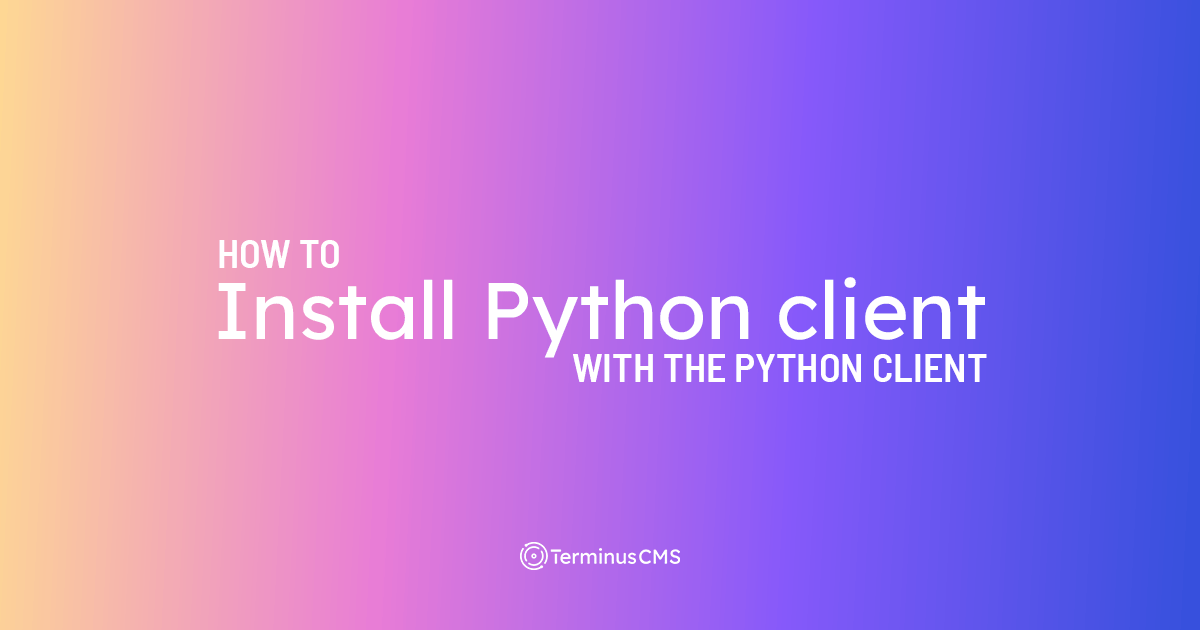 HOW TO
Install Python client
WITH THE PYTHON CLIENT
TerminusCMS